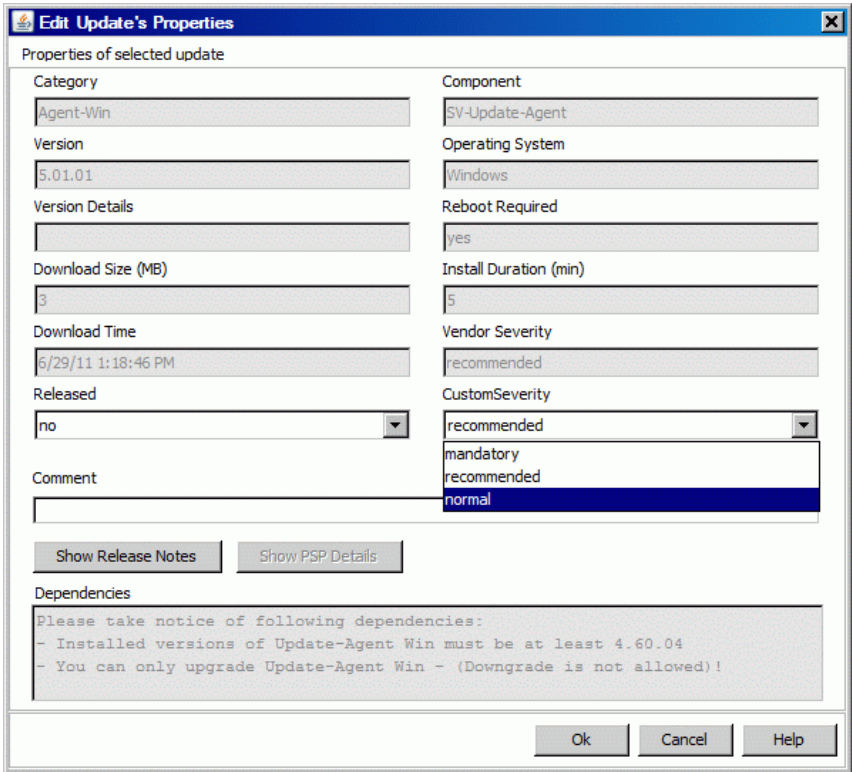 Edit Update's Properties
Properties of selected update
Category
Component
Agent-Win
SV-Update-Agent
Version
Operating System
5.01.01
Windows
Version Details
Reboot Required
yes
Download Size (MB)
Install Duration (min)
3
5
Download Time
Vendor Severity
6/29/11 1:18:46 PM
recommended
Released
CustomSeverity
no
recommended
mandatory
recommended
normal
Comment
Show Release Notes
Show PSP Details
Dependencies
Please take notice of following dependencies:
- Installed versions of Update-Agent Win must be at least 4.60.04
- You can only upgrade Update-Agent Win - (Downgrade is not allowed)!
Ok
Cancel
Help